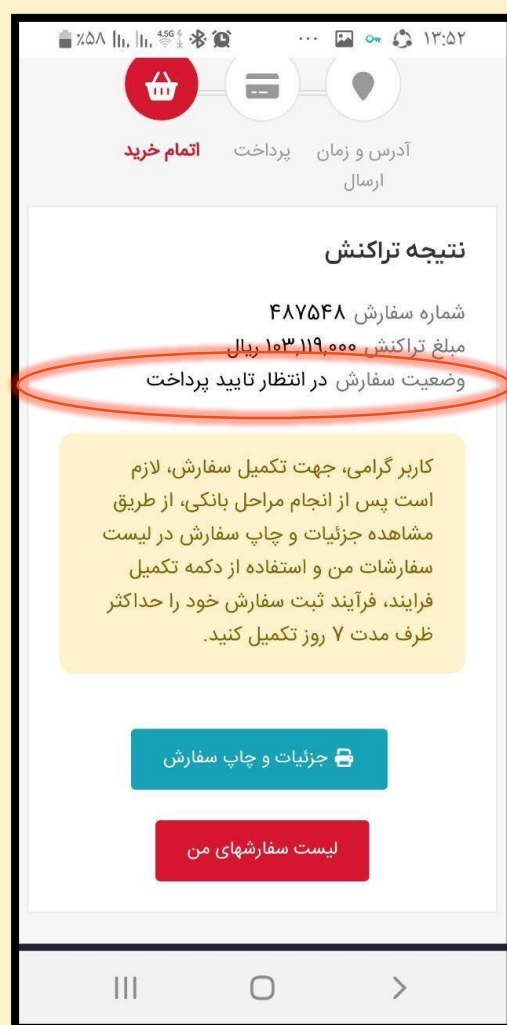 ٪۵۸ 4.5G ... ۱۳:۵۲
آدرس و زمان ارسال
پرداخت
اتمام خرید
نتیجه تراکنش
شماره سفارش ۴۸۷۵۴۸
مبلغ تراکنش ۱۰۳,۱۱۹,۰۰۰ ریال
وضعیت سفارش در انتظار تایید پرداخت
کاربر گرامی، جهت تکمیل سفارش، لازم
است پس از انجام مراحل بانکی، از طریق
مشاهده جزئیات و چاپ سفارش در لیست
سفارشات من و استفاده از دکمه تکمیل
فرایند، فرآیند ثبت سفارش خود را حداکثر
ظرف مدت ۷ روز تکمیل کنید.
جزئیات و چاپ سفارش
لیست سفارشهای من